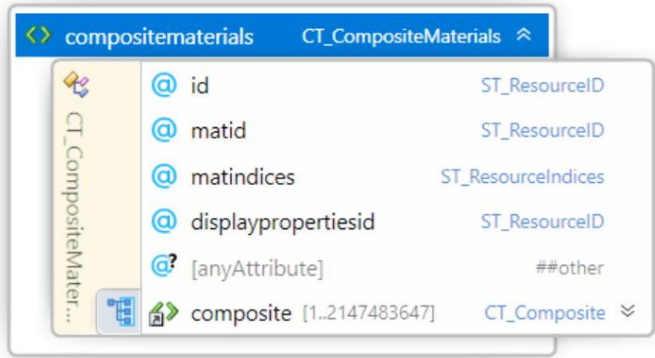 compositematerials CT_CompositeMaterials
CT_CompositeMater...
@ id ST_ResourceID
@ matid ST_ResourceID
@ matindices ST_ResourceIndices
@ displaypropertiesid ST_ResourceID
@? [anyAttribute] ##other
composite [1..2147483647] CT_Composite